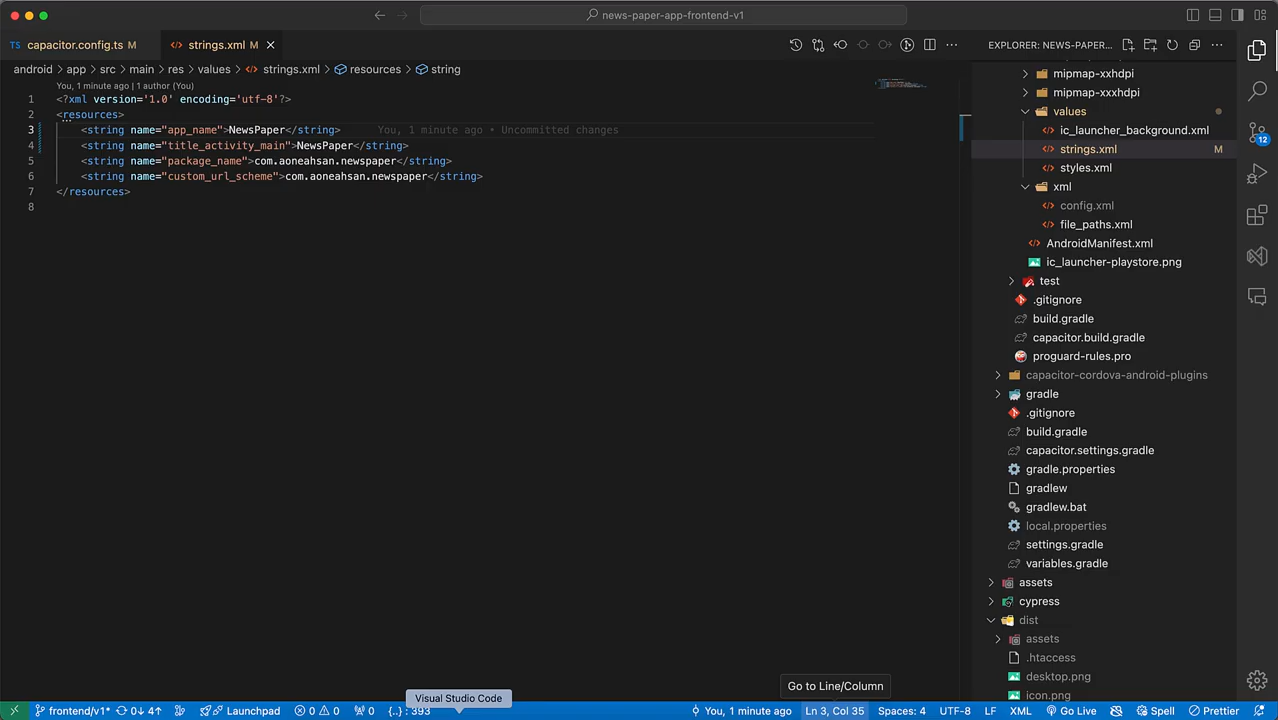 news-paper-app-frontend-v1
TS capacitor.config.ts M
strings.xml M
EXPLORER: NEWS-PAPER...
android > app > src > main > res > values > strings.xml > resources > string
You, 1 minute ago | 1 author (You)
1 <?xml version='1.0' encoding='utf-8'?>
2 <resources>
3 <string name="app_name">NewsPaper</string> You, 1 minute ago • Uncommitted changes
4 <string name="title_activity_main">NewsPaper</string>
5 <string name="package_name">com.aoneahsan.newspaper</string>
6 <string name="custom_url_scheme">com.aoneahsan.newspaper</string>
7 </resources>
8
mipmap-xxhdpi
mipmap-xxxhdpi
values
ic_launcher_background.xml
strings.xml M
styles.xml
xml
config.xml
file_paths.xml
AndroidManifest.xml
ic_launcher-playstore.png
test
.gitignore
build.gradle
capacitor.build.gradle
proguard-rules.pro
capacitor-cordova-android-plugins
gradle
.gitignore
build.gradle
capacitor.settings.gradle
gradle.properties
gradlew
gradlew.bat
local.properties
settings.gradle
variables.gradle
assets
cypress
dist
assets
.htaccess
desktop.png
icon.png
12
Go to Line/Column
Visual Studio Code
frontend/v1* 0↓ 4↑ Launchpad 0 0 0 {..} : 393 You, 1 minute ago Ln 3, Col 35 Spaces: 4 UTF-8 LF XML Go Live Spell Prettier